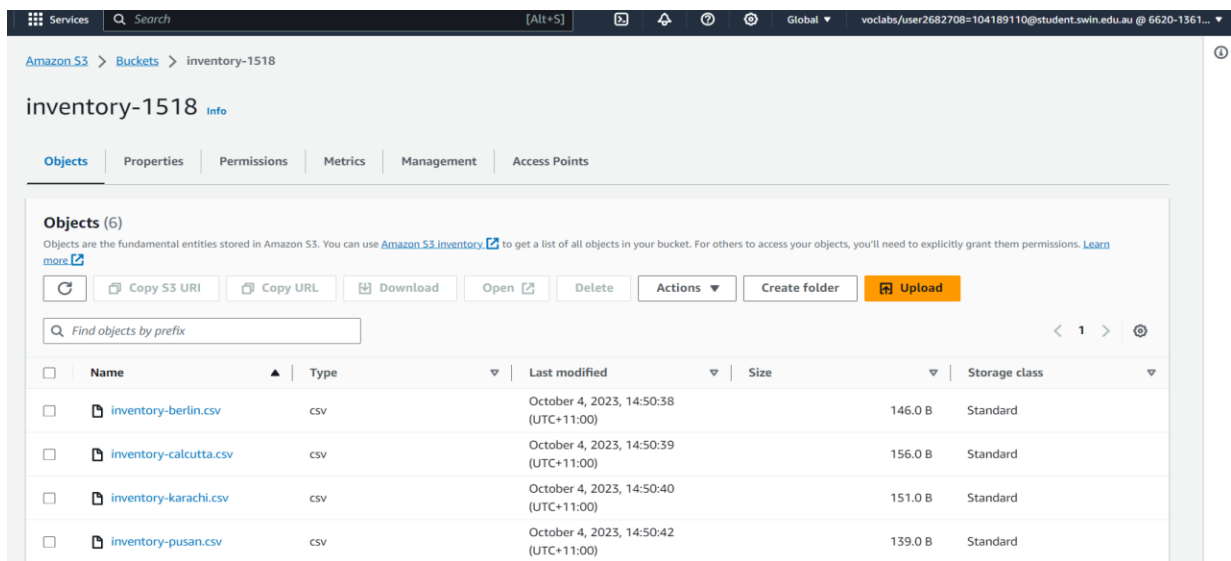 Services Search [Alt+S] Global ▼ voclabs/user2682708=104189110@student.swin.edu.au @ 6620-1361... ▼
Amazon S3 > Buckets > inventory-1518
inventory-1518 Info
Objects Properties Permissions Metrics Management Access Points
Objects (6)
Objects are the fundamental entities stored in Amazon S3. You can use Amazon S3 inventory to get a list of all objects in your bucket. For others to access your objects, you'll need to explicitly grant them permissions. Learn
more
Copy S3 URI Copy URL Download Open Delete Actions ▼ Create folder Upload
Find objects by prefix < 1 >
Name ▲ Type Last modified Size Storage class
inventory-berlin.csv csv October 4, 2023, 14:50:38 146.0 B Standard
(UTC+11:00)
inventory-calcutta.csv csv October 4, 2023, 14:50:39 156.0 B Standard
(UTC+11:00)
inventory-karachi.csv csv October 4, 2023, 14:50:40 151.0 B Standard
(UTC+11:00)
inventory-pusan.csv csv October 4, 2023, 14:50:42 139.0 B Standard
(UTC+11:00)